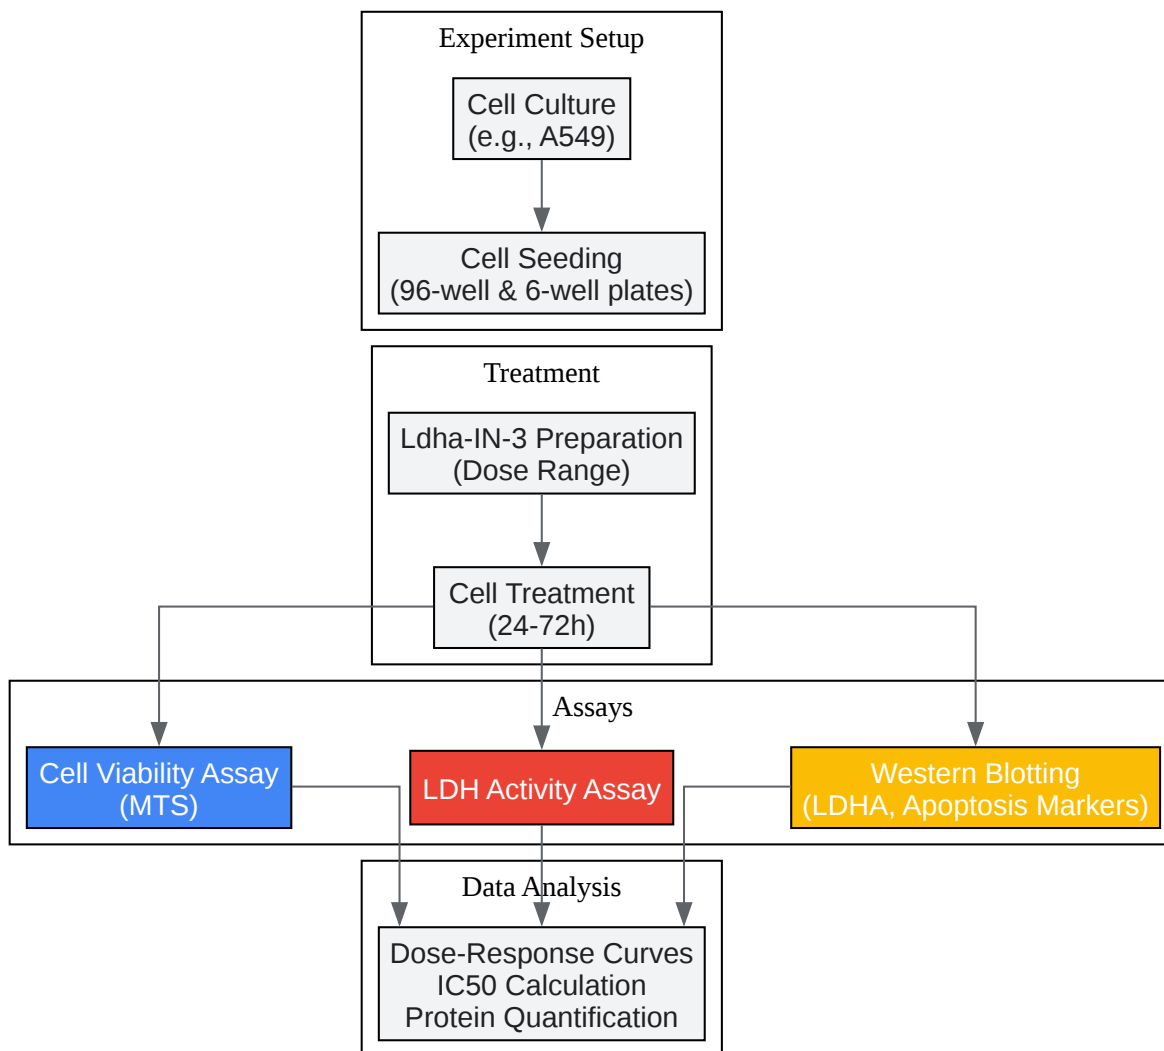 Experiment Setup
Cell Culture
(e.g., A549)
Cell Seeding
(96-well & 6-well plates)
Treatment
Ldha-IN-3 Preparation
(Dose Range)
Cell Treatment
(24-72h)
Assays
Cell Viability Assay
(MTS)
LDH Activity Assay
Western Blotting
(LDHA, Apoptosis Markers)
Data Analysis
Dose-Response Curves
IC50 Calculation
Protein Quantification